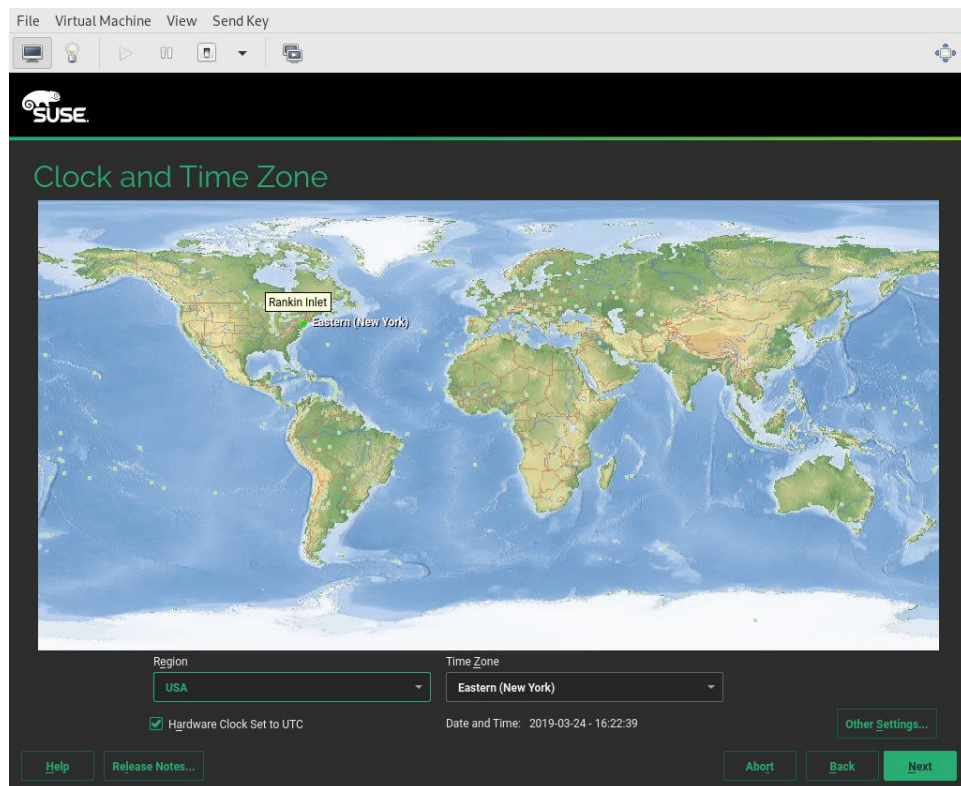 File Virtual Machine View Send Key
SUSE.
Clock and Time Zone
Rankin Inlet
Eastern (New York)
Region
Time Zone
USA
Eastern (New York)
Hardware Clock Set to UTC
Date and Time: 2019-03-24 - 16:22:39
Other Settings...
Help
Release Notes...
Abort
Back
Next